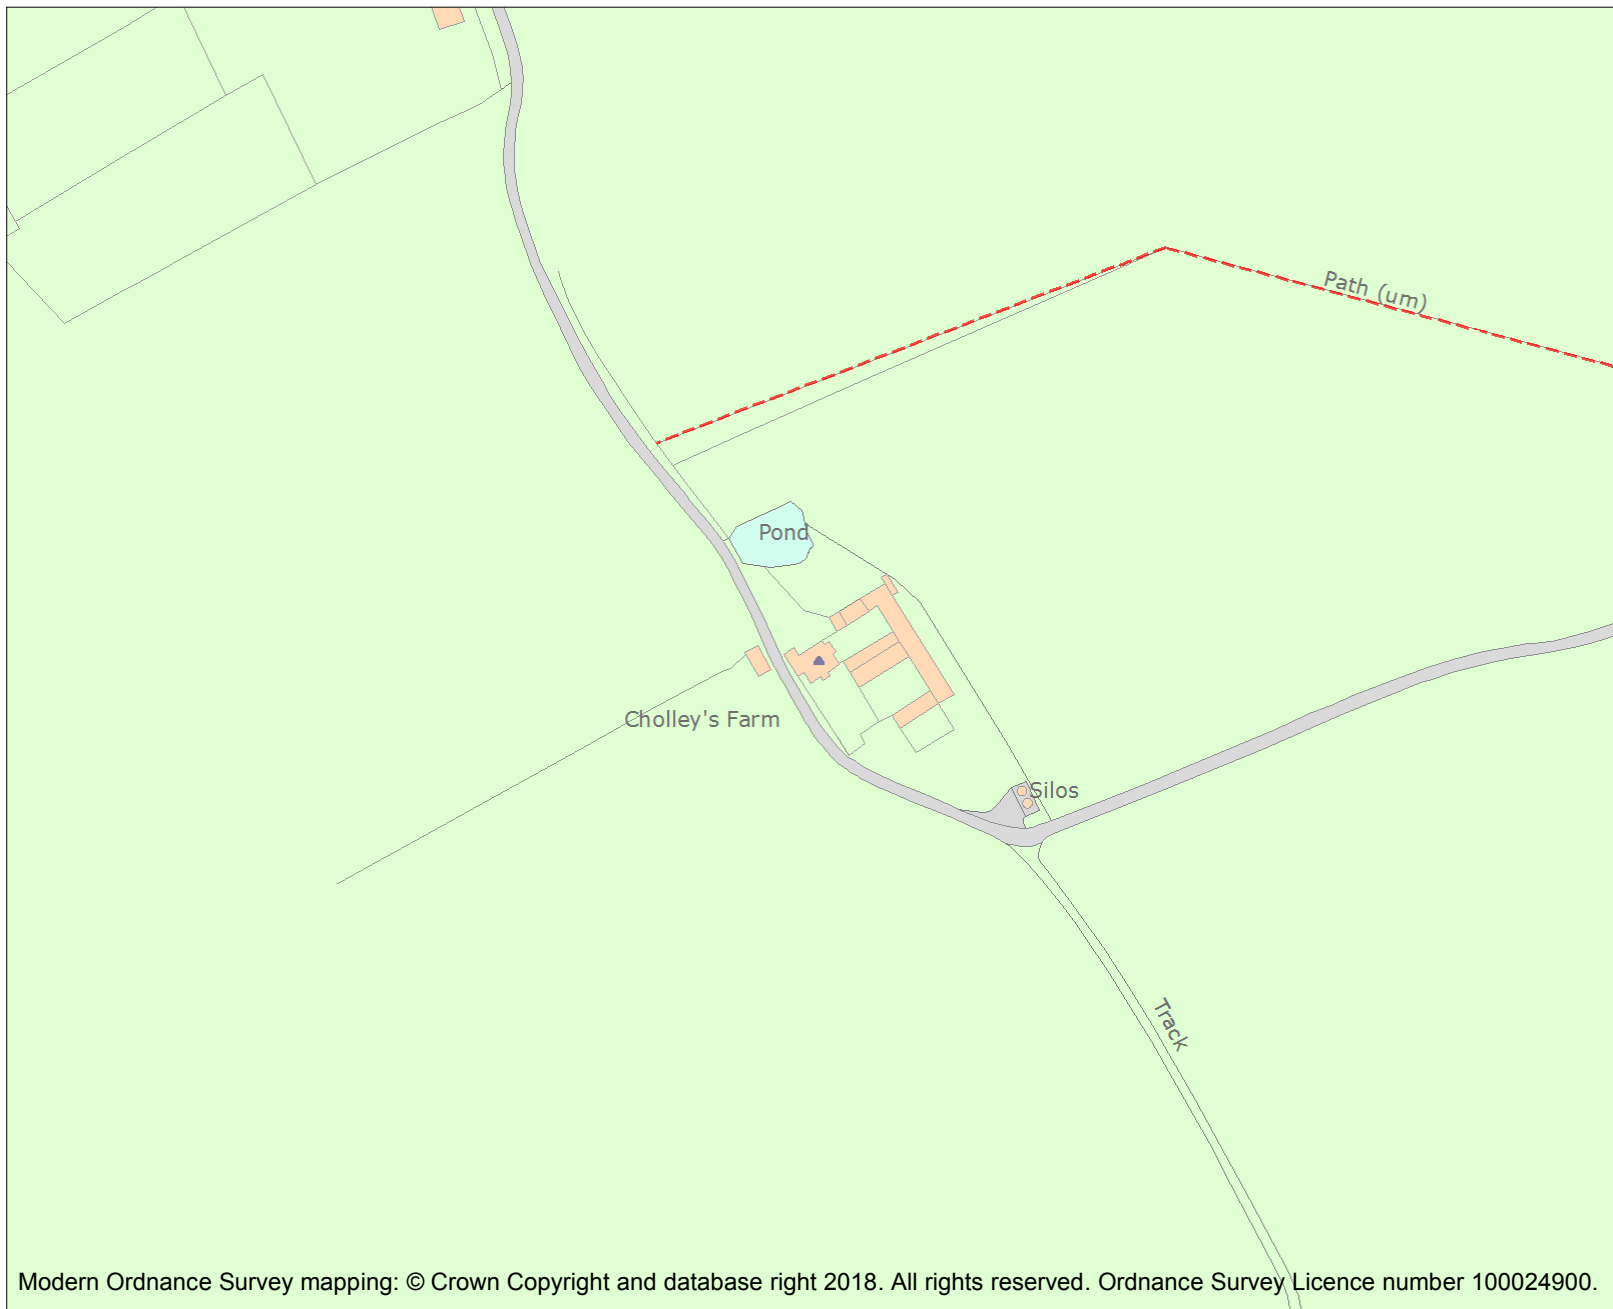 Path (um)
Pond
Cholley's Farm
Silos
Track
Modern Ordnance Survey mapping: © Crown Copyright and database right 2018. All rights reserved. Ordnance Survey Licence number 100024900.